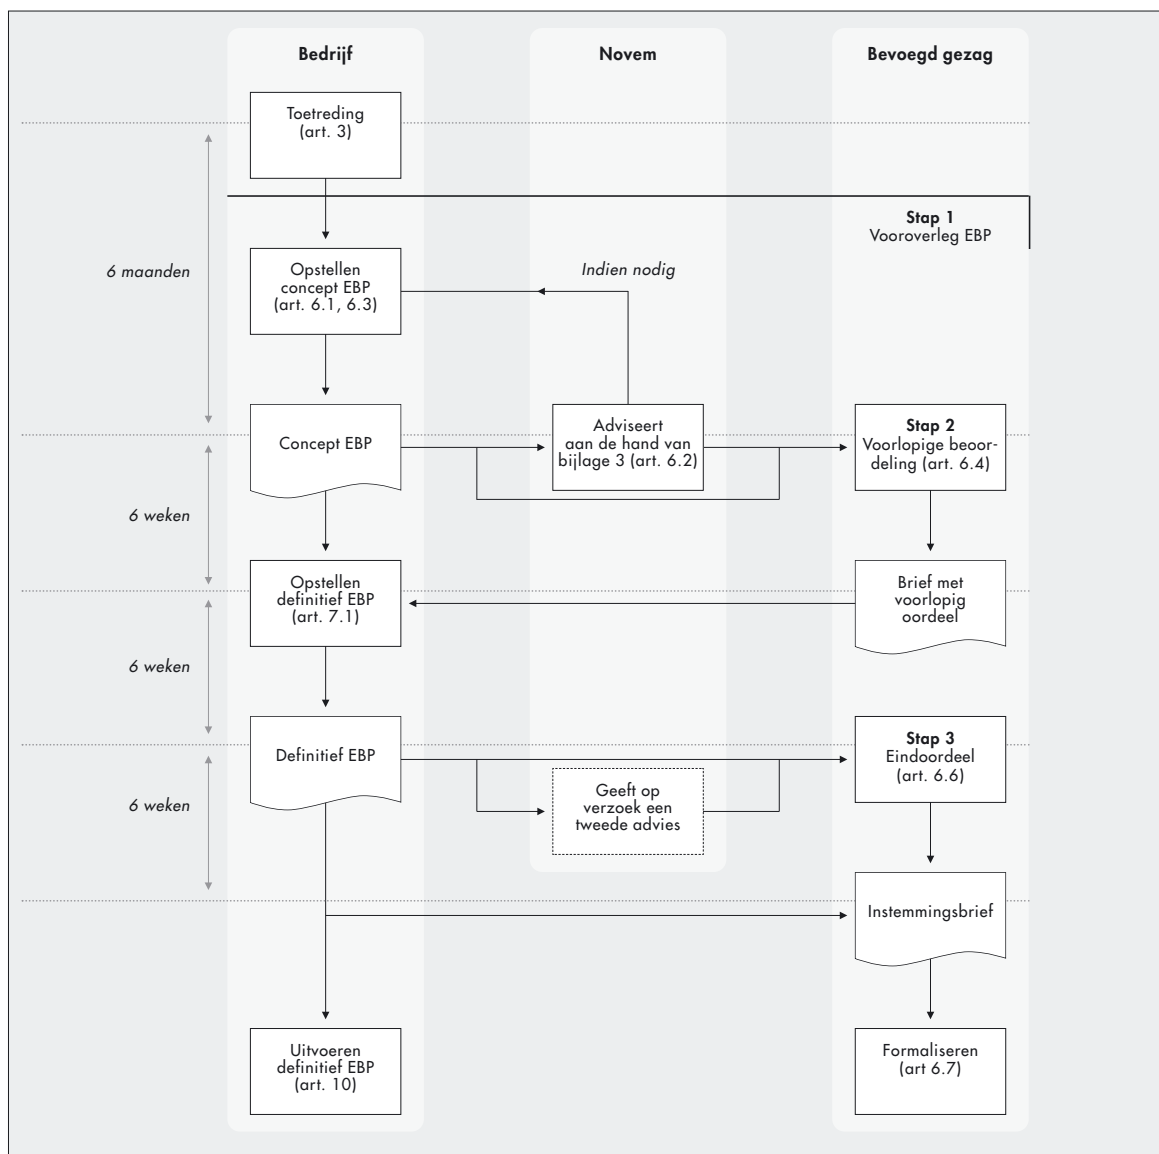 Bedrijf
Novem
Bevoegd gezag
Toetreding
(art. 3)
Stap 1
Vooroverleg EBP
6 maanden
Opstellen
concept EBP
(art. 6.1, 6.3)
Indien nodig
Concept EBP
Adviseert
aan de hand van
bijlage 3 (art. 6.2)
Stap 2
Voorlopige beoor-
deling (art. 6.4)
6 weken
Opstellen
definitief EBP
(art. 7.1)
Brief met
voorlopig
oordeel
6 weken
Definitief EBP
Stap 3
Eindoordeel
(art. 6.6)
6 weken
Geeft op
verzoek een
tweede advies
Instemmingsbrief
Uitvoeren
definitief EBP
(art. 10)
Formaliseren
(art 6.7)